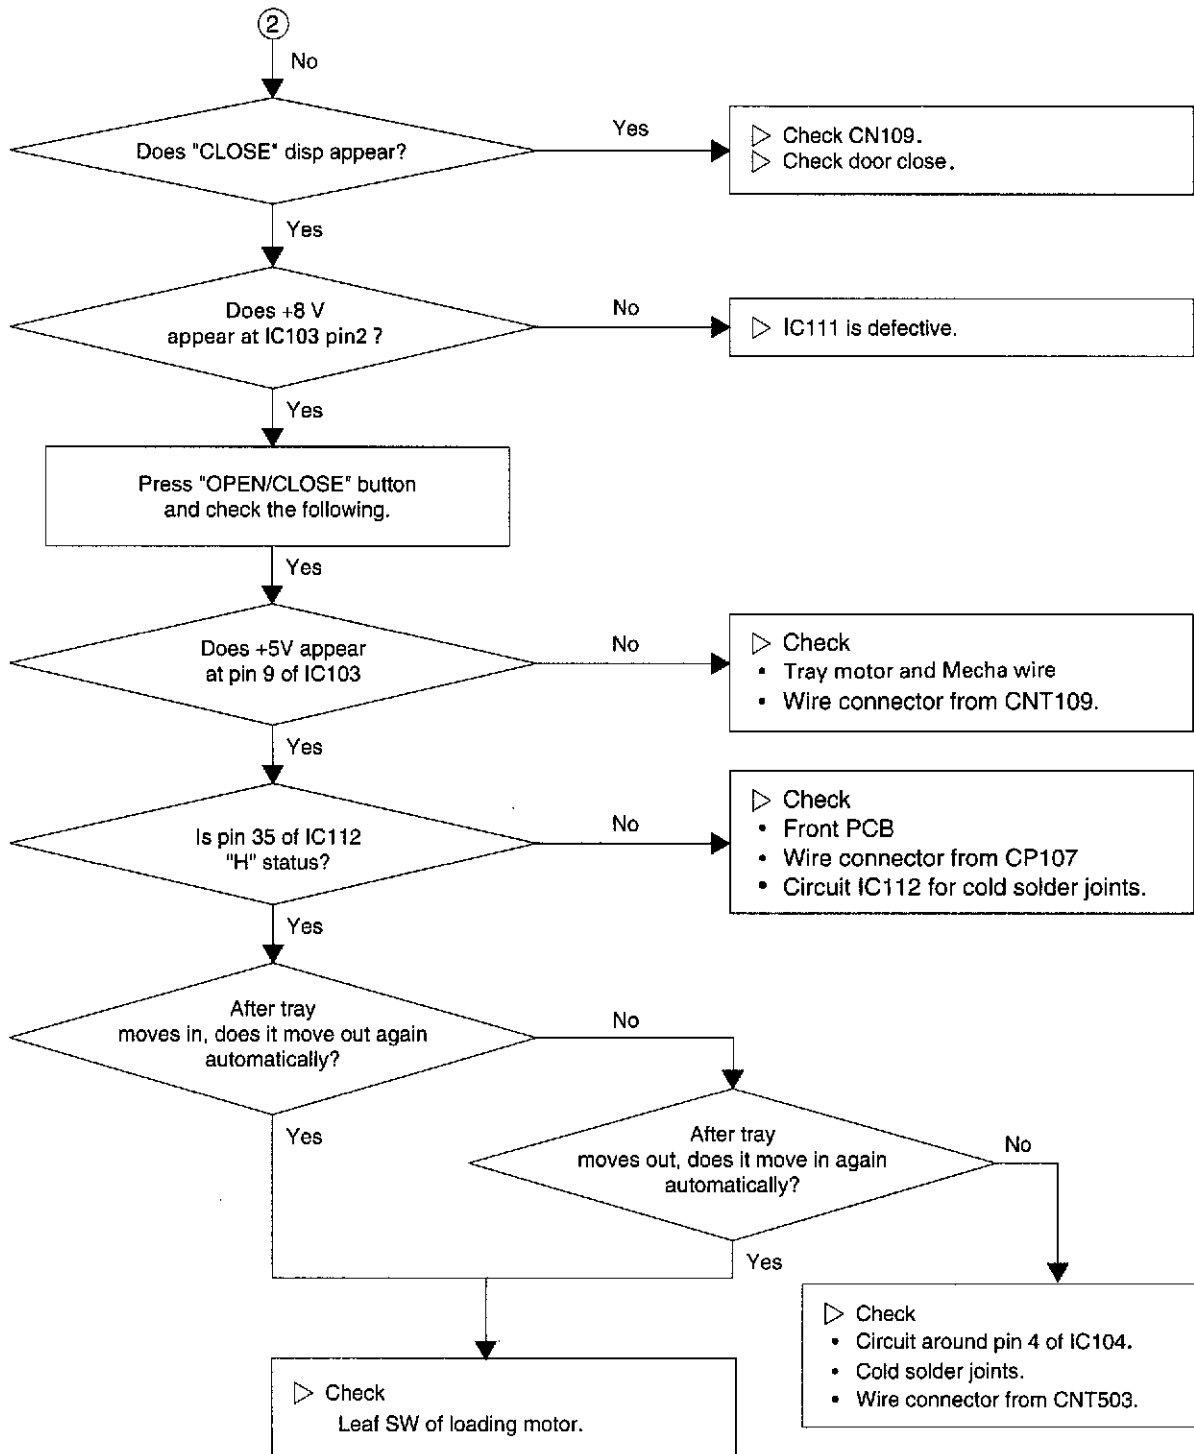 2
No
Does "CLOSE" disp appear?
Yes
▷ Check CN109.
▷ Check door close.
Yes
Does +8 V
appear at IC103 pin2 ?
No
▷ IC111 is defective.
Yes
Press "OPEN/CLOSE" button
and check the following.
Yes
Does +5V appear
at pin 9 of IC103
No
▷ Check
• Tray motor and Mecha wire
• Wire connector from CNT109.
Yes
Is pin 35 of IC112
"H" status?
No
▷ Check
• Front PCB
• Wire connector from CP107
• Circuit IC112 for cold solder joints.
Yes
After tray
moves in, does it move out again
automatically?
No
Yes
After tray
moves out, does it move in again
automatically?
No
Yes
▷ Check
• Circuit around pin 4 of IC104.
• Cold solder joints.
• Wire connector from CNT503.
▷ Check
Leaf SW of loading motor.